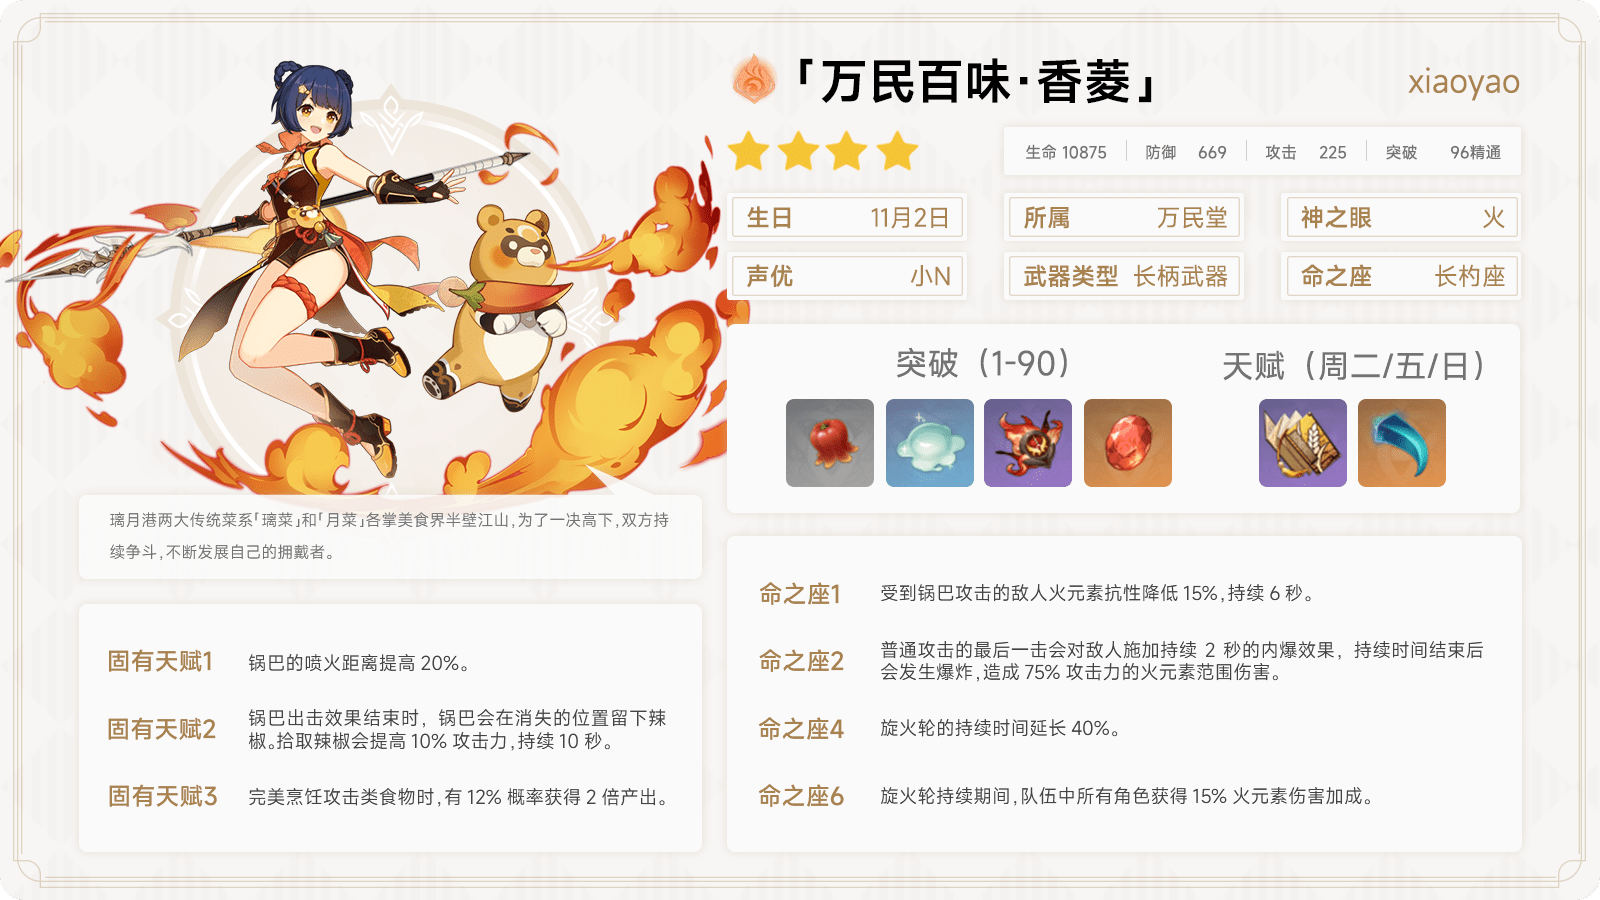 「万民百味·香菱」
xiaoyao
生命 10875 防御 669 攻击 225 突破 96精通
生日 11月2日 所属 万民堂 神之眼 火
声优 小N 武器类型 长柄武器 命之座 长杓座
突破（1-90）
天赋（周二/五/日）
璃月港两大传统菜系「璃菜」和「月菜」各掌美食界半壁江山,为了一决高下,双方持
续争斗,不断发展自己的拥戴者。
固有天赋1 锅巴的喷火距离提高 20%。
固有天赋2 锅巴出击效果结束时，锅巴会在消失的位置留下辣
椒。拾取辣椒会提高 10% 攻击力,持续 10 秒。
固有天赋3 完美烹饪攻击类食物时,有 12% 概率获得 2 倍产出。
命之座1 受到锅巴攻击的敌人火元素抗性降低 15%,持续 6 秒。
命之座2 普通攻击的最后一击会对敌人施加持续 2 秒的内爆效果，持续时间结束后
会发生爆炸,造成 75% 攻击力的火元素范围伤害。
命之座4 旋火轮的持续时间延长 40%。
命之座6 旋火轮持续期间,队伍中所有角色获得 15% 火元素伤害加成。